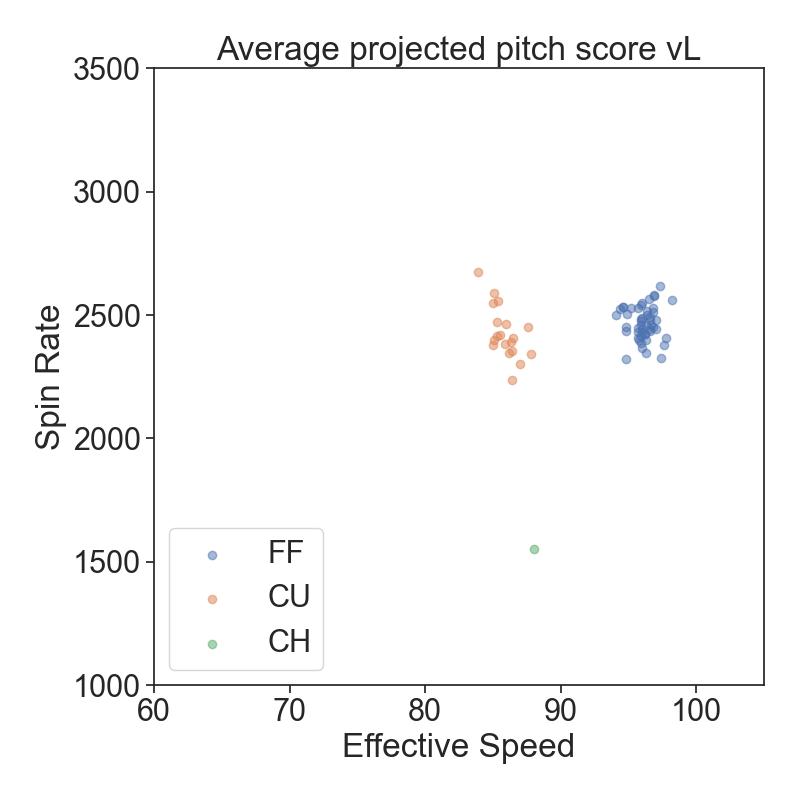 Average projected pitch score vL
3500
3000
2500
2000
1500
1000
Spin Rate
FF
CU
CH
60 70 80 90 100
Effective Speed